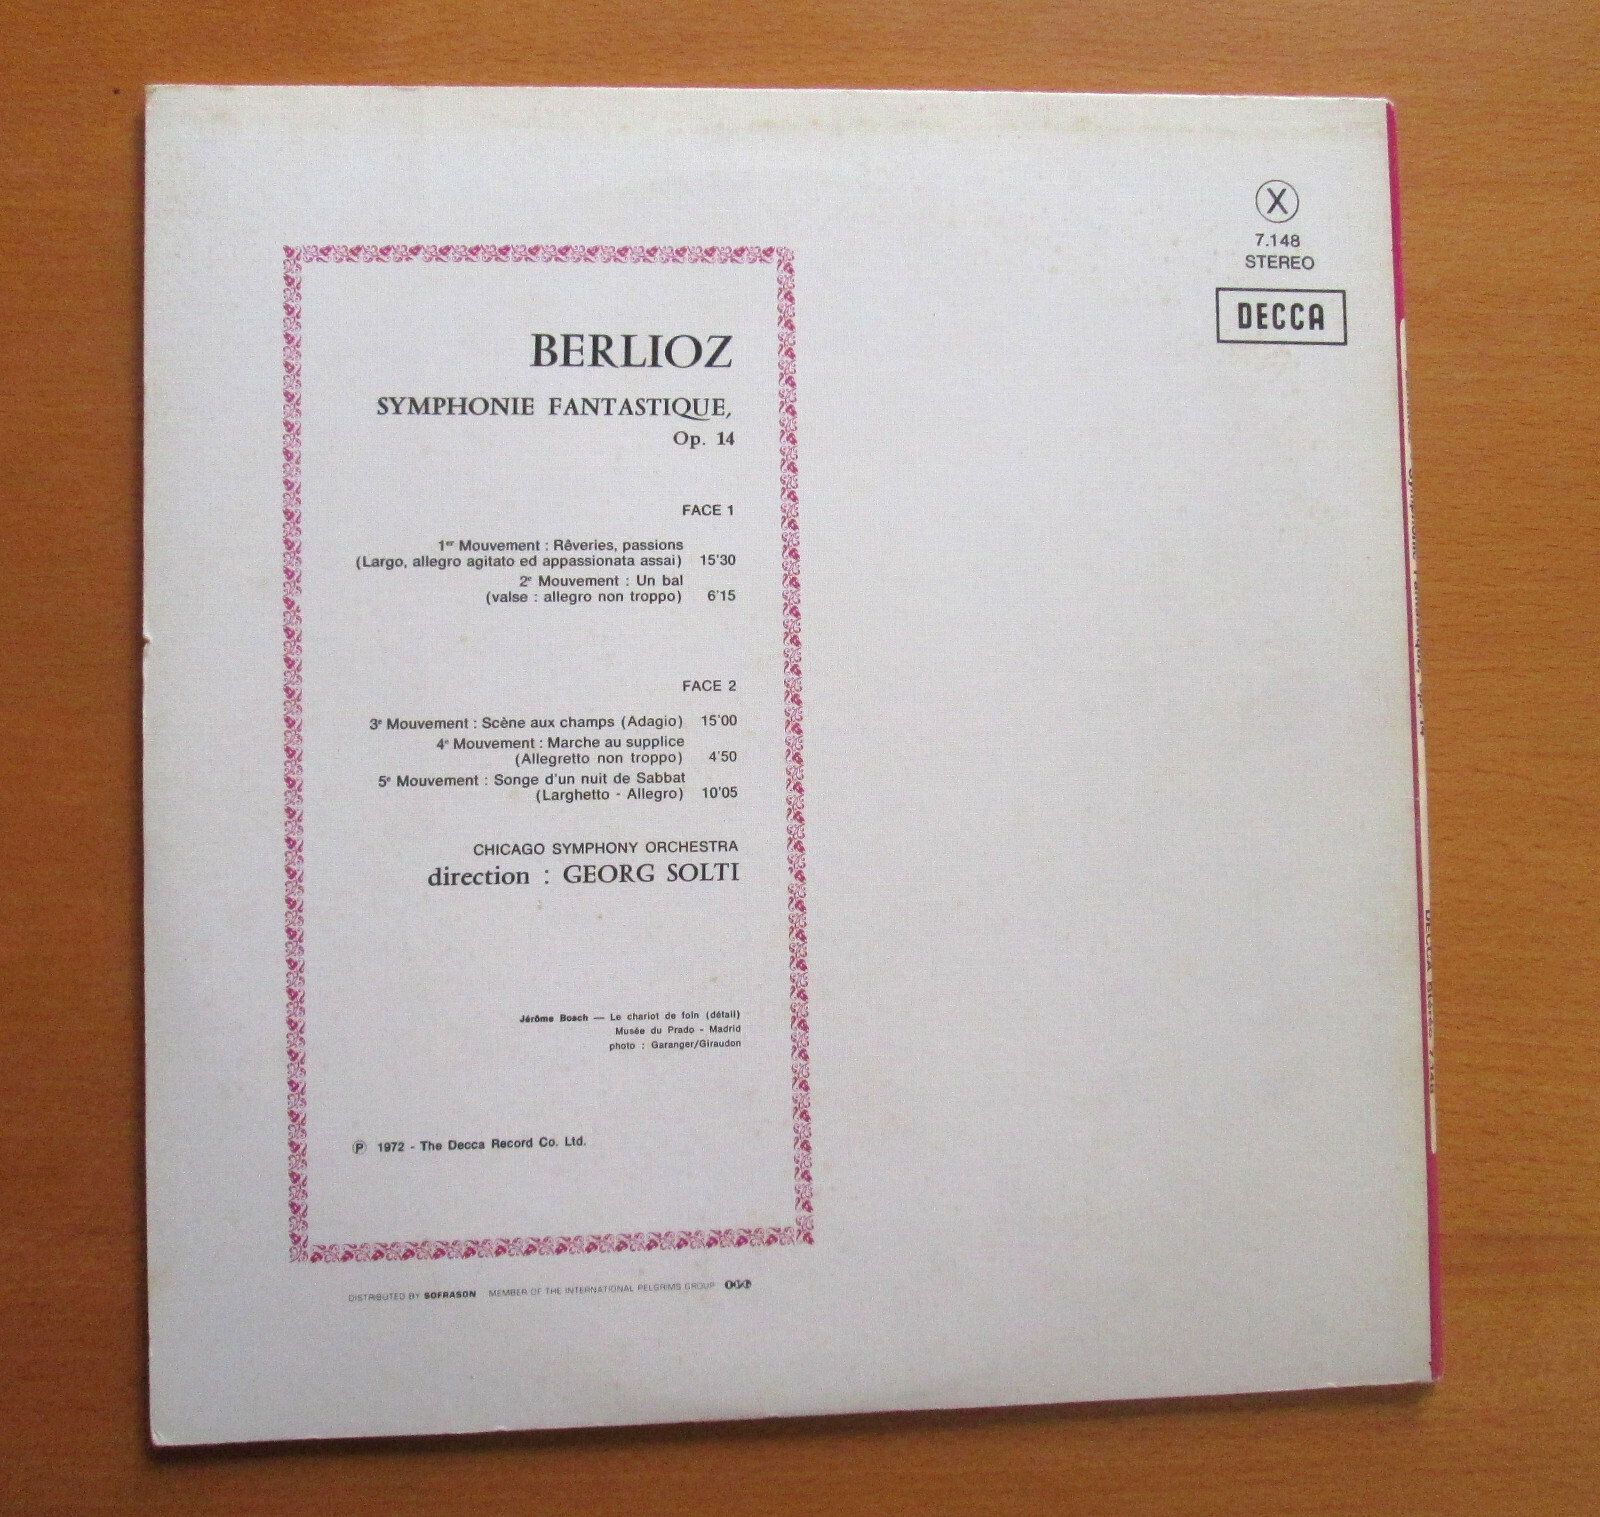 X
7.148
STEREO
DECCA
BERLIOZ
SYMPHONIE FANTASTIQUE,
Op. 14
FACE 1
1er Mouvement : Rêveries, passions
(Largo, allegro agitato ed appassionata assai) 15'30
2e Mouvement : Un bal
(valse : allegro non troppo) 6'15
FACE 2
3e Mouvement : Scène aux champs (Adagio) 15'00
4e Mouvement : Marche au supplice
(Allegretto non troppo) 4'50
5e Mouvement : Songe d'un nuit de Sabbat
(Larghetto - Allegro) 10'05
CHICAGO SYMPHONY ORCHESTRA
direction : GEORG SOLTI
Jérôme Bosch — Le chariot de foin (détail)
Musée du Prado - Madrid
photo : Garanger/Giraudon
Ⓟ 1972 - The Decca Record Co. Ltd.
DISTRIBUTED BY SOFRASON MEMBER OF THE INTERNATIONAL PELGRIMS GROUP
DECCA stéréo 7.148